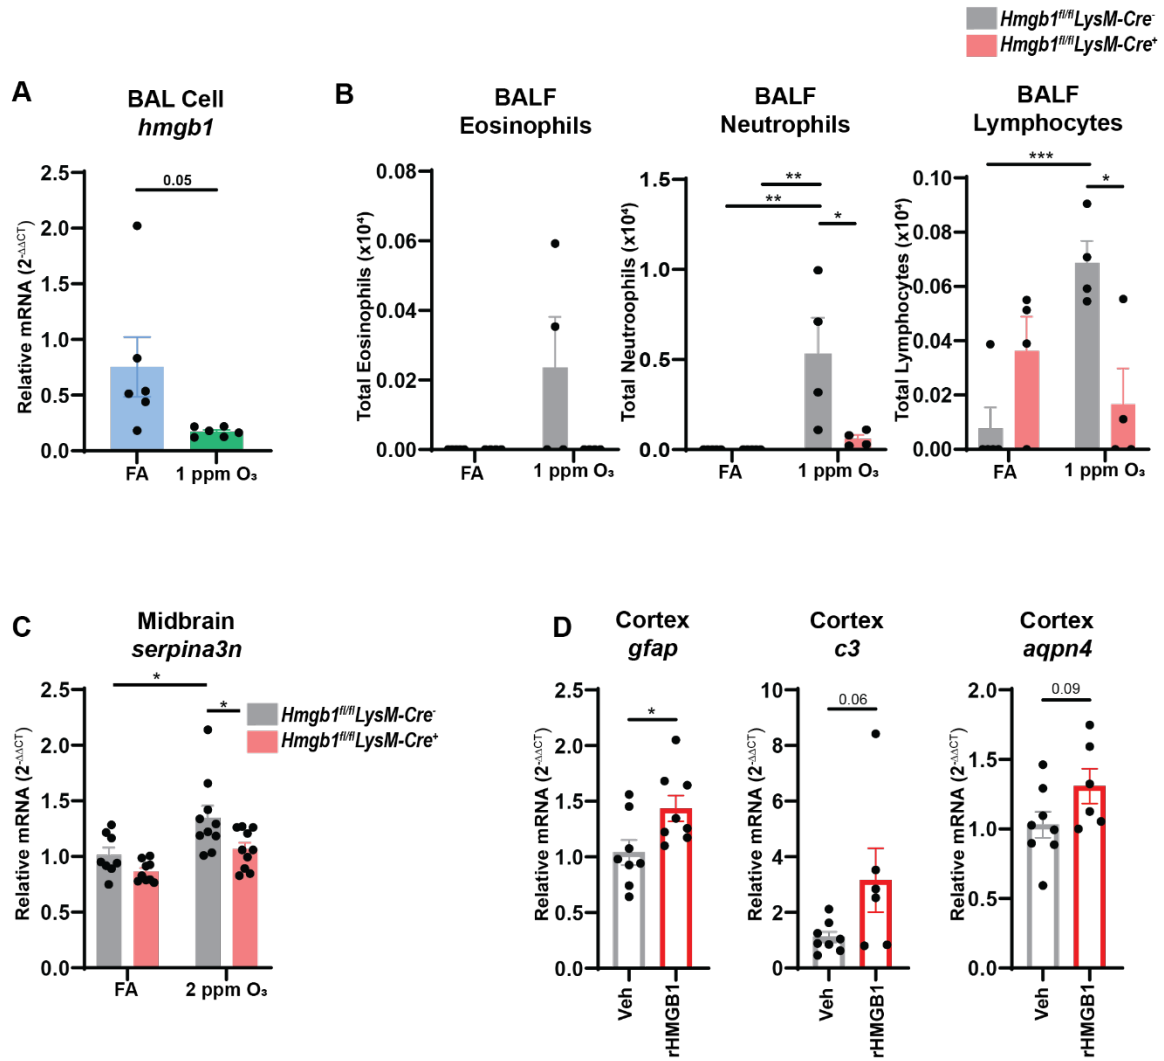 Hmgb1fl/flLysM-Cre-
Hmgb1fl/flLysM-Cre+
A
BAL Cell
hmgb1
Relative mRNA (2-ΔΔCT)
2.5
2.0
1.5
1.0
0.5
0.0
0.05
FA
1 ppm O₃
B
BALF
Eosinophils
Total Eosinophils (x10⁴)
0.08
0.06
0.04
0.02
0.00
FA
1 ppm O₃
BALF
Neutrophils
Total Neutroophils (x10⁴)
1.5
1.0
0.5
0.0
**
**
*
FA
1 ppm O₃
BALF
Lymphocytes
Total Lymphocytes (x10⁴)
0.10
0.08
0.06
0.04
0.02
0.00
***
*
FA
1 ppm O₃
C
Midbrain
serpina3n
Relative mRNA (2-ΔΔCT)
2.5
2.0
1.5
1.0
0.5
0.0
*
*
Hmgb1fl/flLysM-Cre-
Hmgb1fl/flLysM-Cre+
FA
2 ppm O₃
D
Cortex
gfap
Relative mRNA (2-ΔΔCT)
2.5
2.0
1.5
1.0
0.5
0.0
*
Veh
rHMGB1
Cortex
c3
Relative mRNA (2-ΔΔCT)
10
8
6
4
2
0
0.06
Veh
rHMGB1
Cortex
aqpn4
Relative mRNA (2-ΔΔCT)
2.5
2.0
1.5
1.0
0.5
0.0
0.09
Veh
rHMGB1